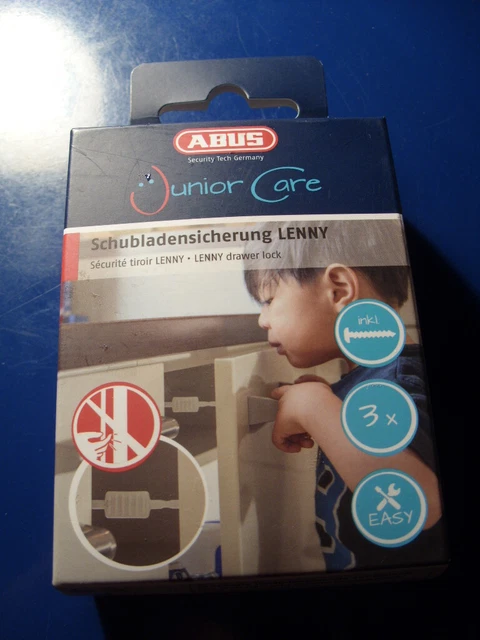 ABUS
Security Tech Germany
Junior Care
Schubladensicherung LENNY
Sécurité tiroir LENNY • LENNY drawer lock
inkl.
3x
EASY